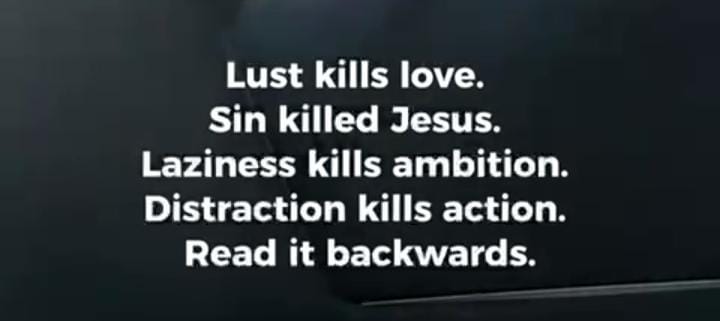 Lust kills love.
Sin killed Jesus.
Laziness kills ambition.
Distraction kills action.
Read it backwards.